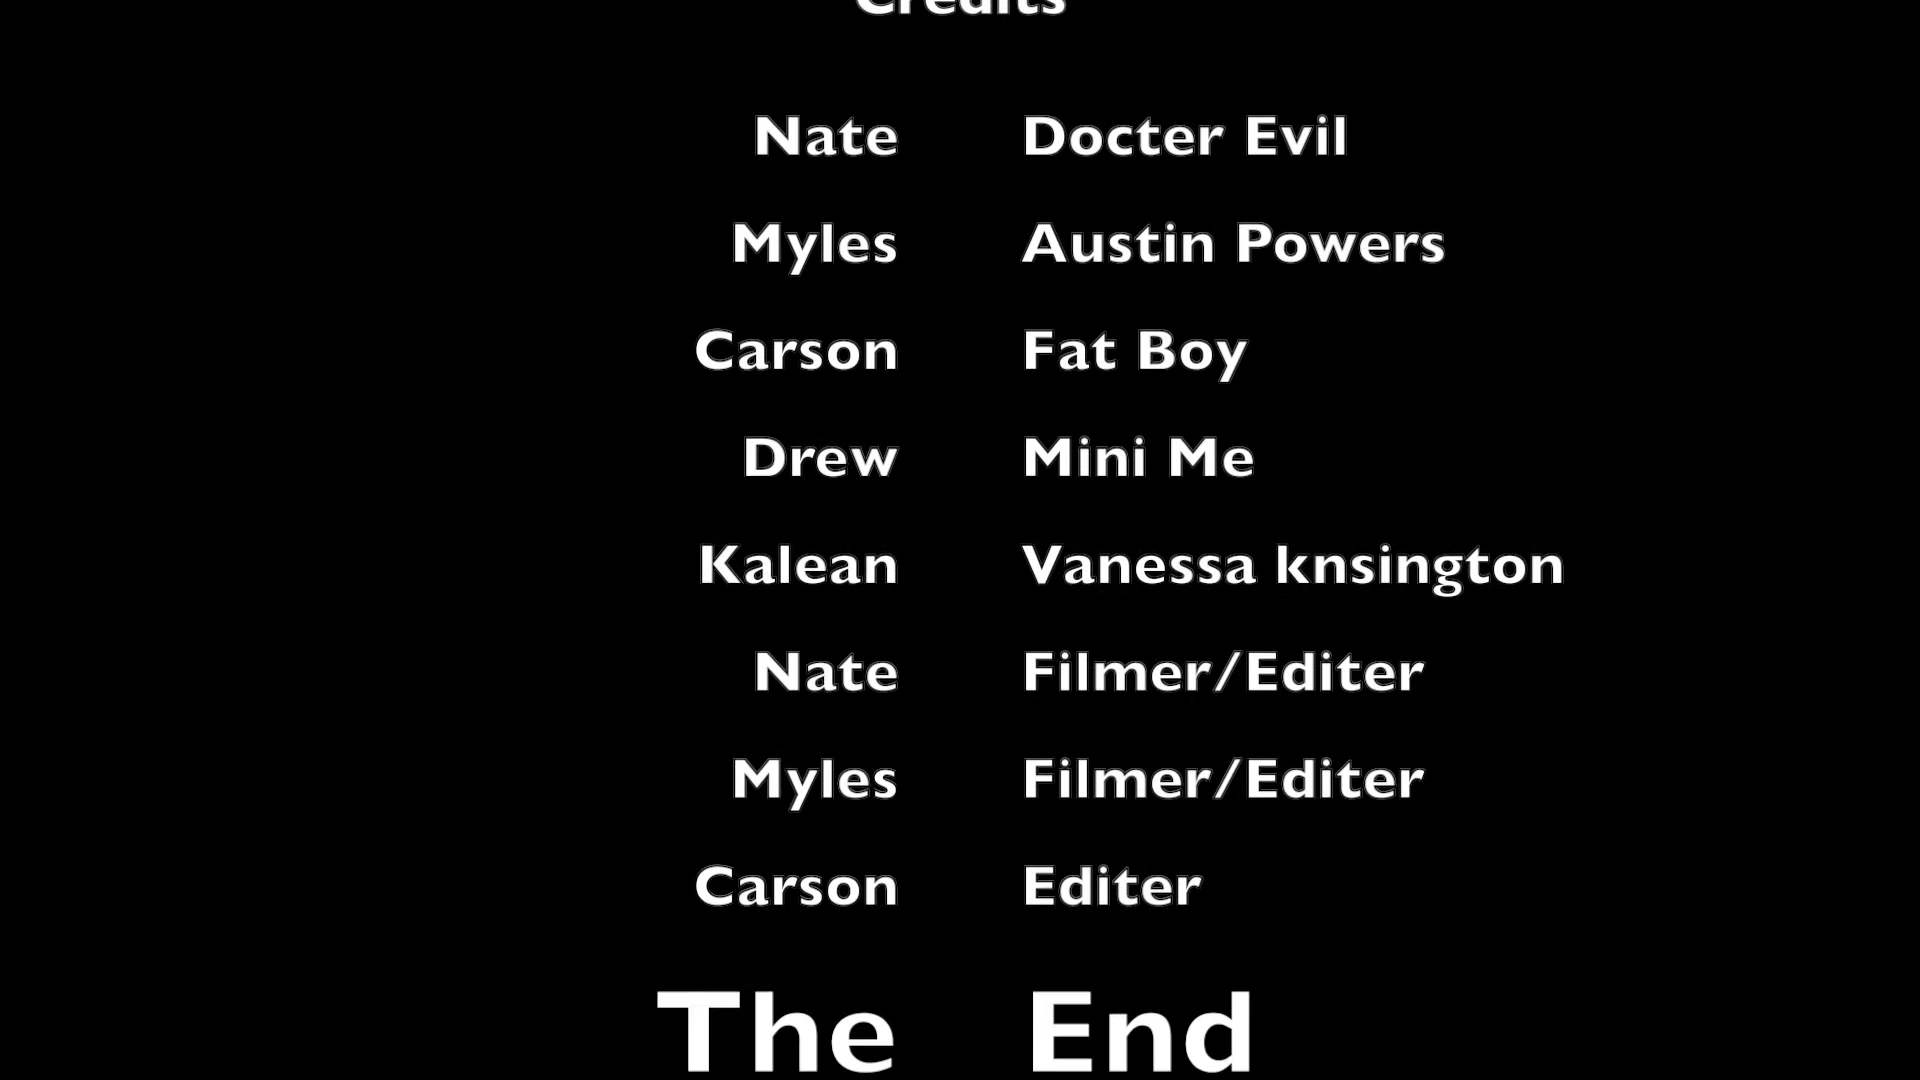 Credits
Nate Docter Evil
Myles Austin Powers
Carson Fat Boy
Drew Mini Me
Kalean Vanessa knsington
Nate Filmer/Editer
Myles Filmer/Editer
Carson Editer
The End